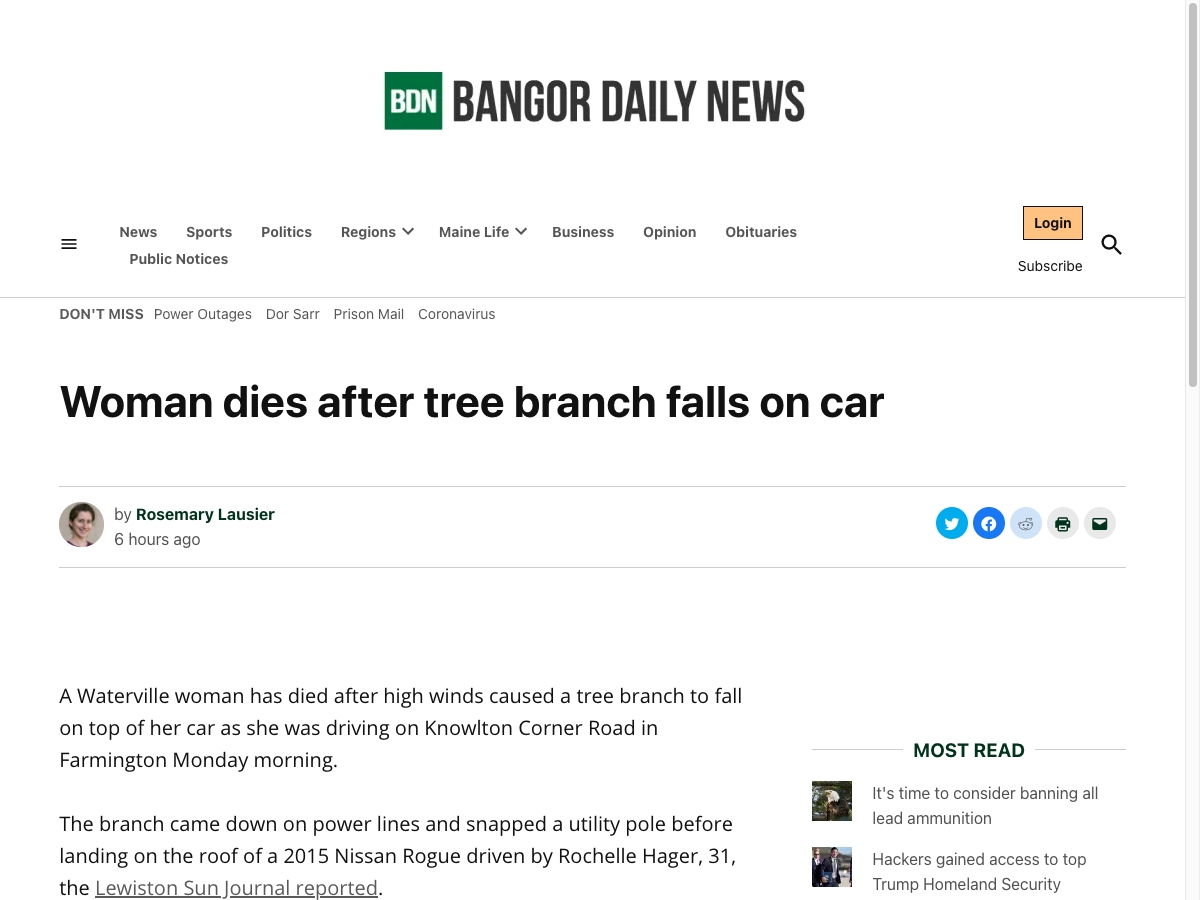 BDN BANGOR DAILY NEWS
News Sports Politics Regions Maine Life Business Opinion Obituaries
Public Notices
Login
Subscribe
DON'T MISS Power Outages Dor Sarr Prison Mail Coronavirus
Woman dies after tree branch falls on car
by Rosemary Lausier
6 hours ago
A Waterville woman has died after high winds caused a tree branch to fall
on top of her car as she was driving on Knowlton Corner Road in
Farmington Monday morning.
The branch came down on power lines and snapped a utility pole before
landing on the roof of a 2015 Nissan Rogue driven by Rochelle Hager, 31,
the Lewiston Sun Journal reported.
MOST READ
It's time to consider banning all
lead ammunition
Hackers gained access to top
Trump Homeland Security